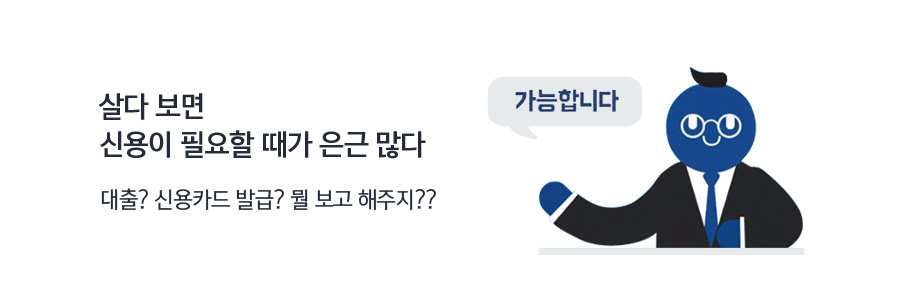 살다 보면
신용이 필요할 때가 은근 많다
대출? 신용카드 발급? 뭘 보고 해주지??
가능합니다